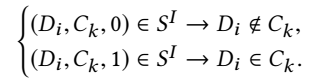 (D_i, C_k, 0) ∈ S^I → D_i ∉ C_k,
(D_i, C_k, 1) ∈ S^I → D_i ∈ C_k.